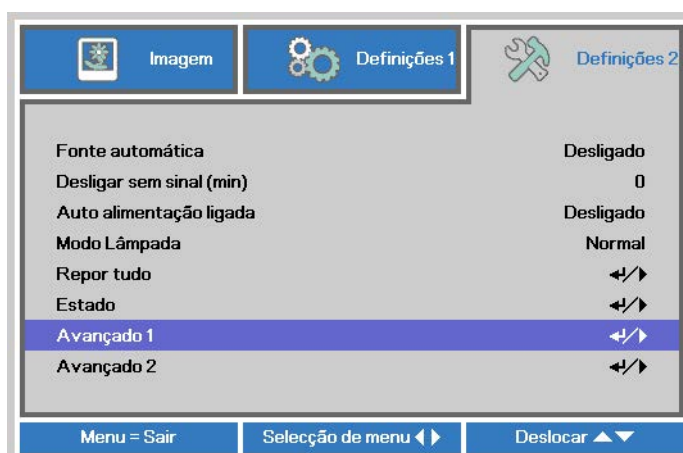 Imagem Definições 1 Definições 2
Fonte automática Desligado
Desligar sem sinal (min) 0
Auto alimentação ligada Desligado
Modo Lâmpada Normal
Repor tudo
Estado
Avançado 1
Avançado 2
Menu = Sair Selecção de menu Deslocar